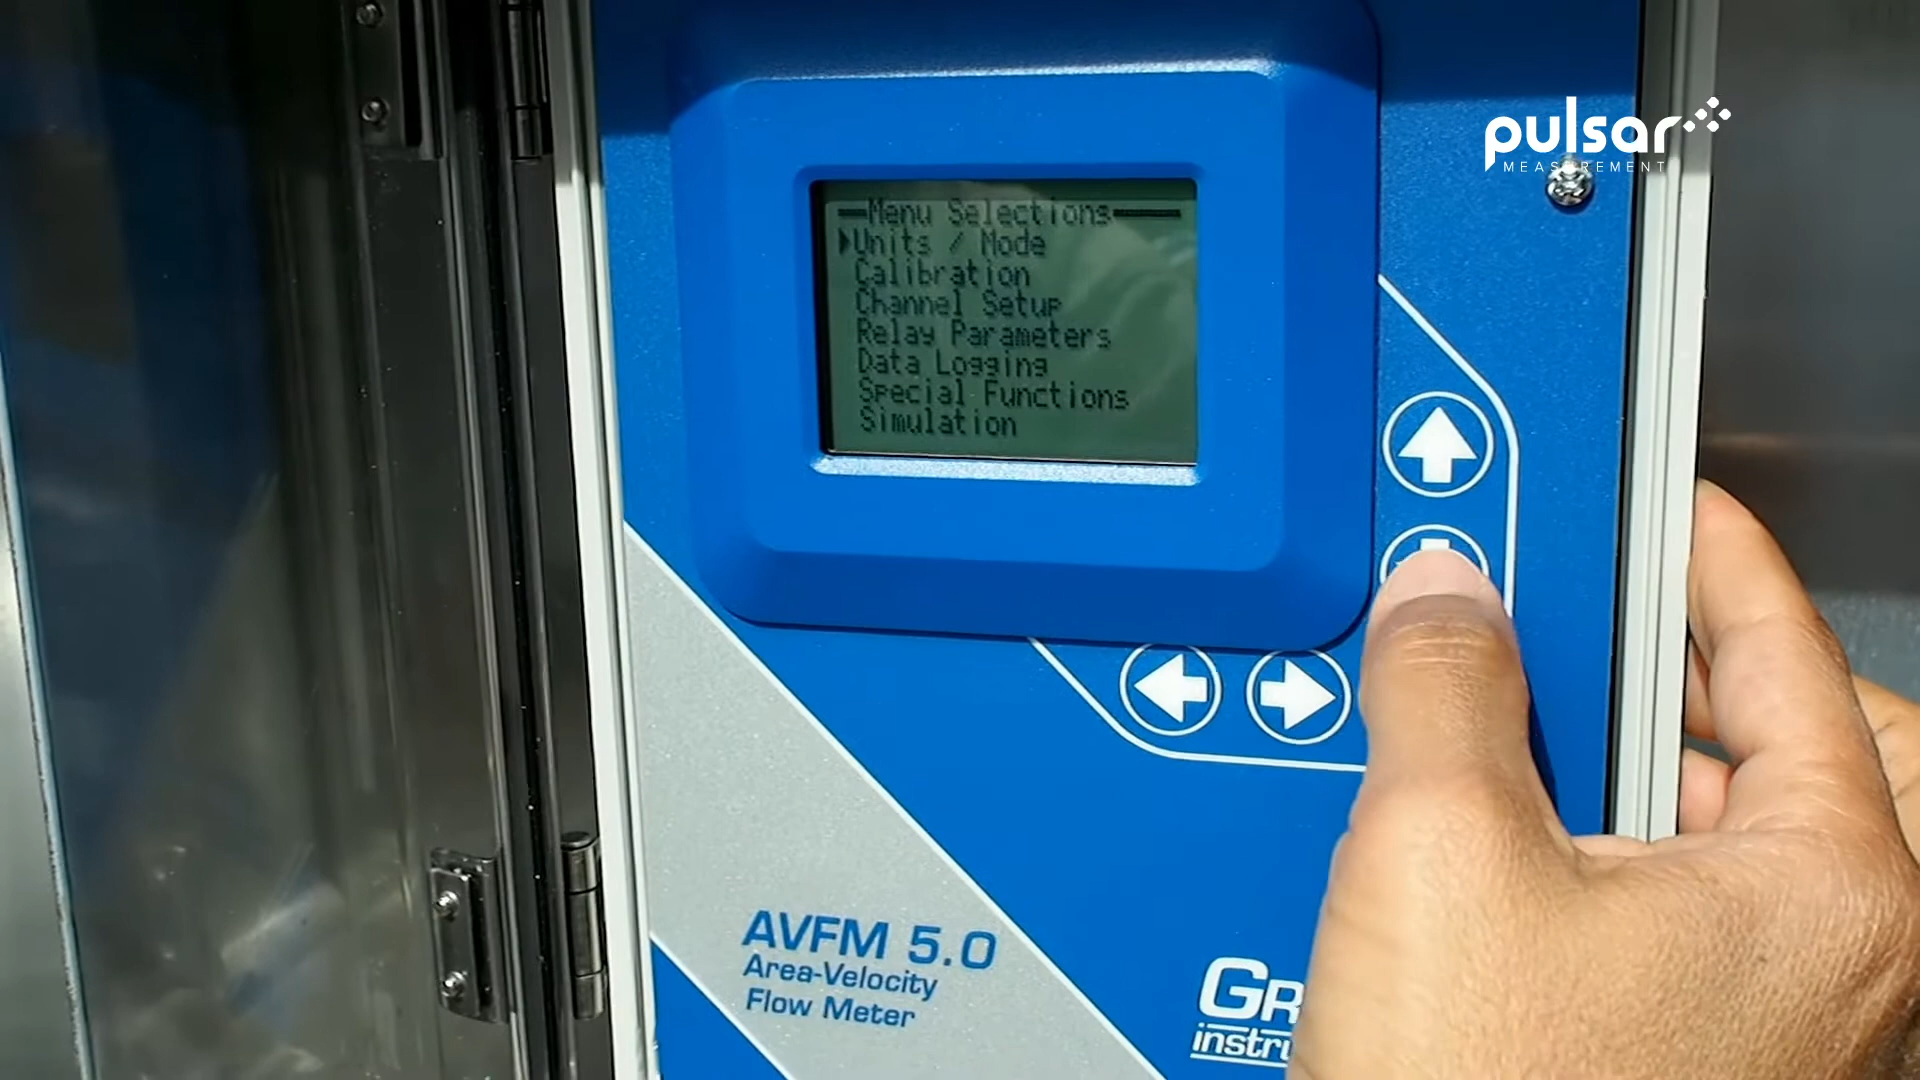 pulsar
MEASUREMENT
Menu Selections
Units / Mode
Calibration
Channel Setup
Relay Parameters
Data Logging
Special Functions
Simulation
AVFM 5.0
Area-Velocity
Flow Meter